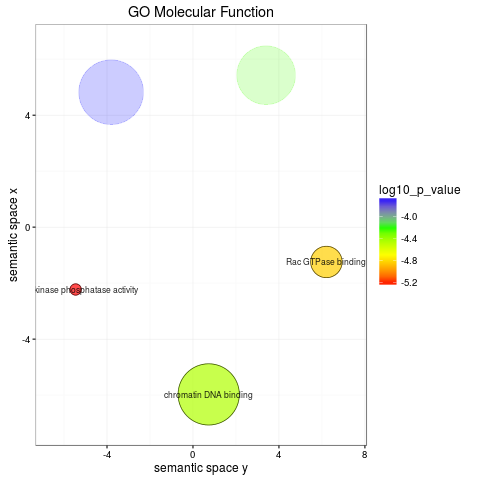 GO Molecular Function
semantic space x
4
0
-4
-4
0
4
8
semantic space y
Rac GTPase binding
kinase phosphatase activity
chromatin DNA binding
log10_p_value
-4.0
-4.4
-4.8
-5.2